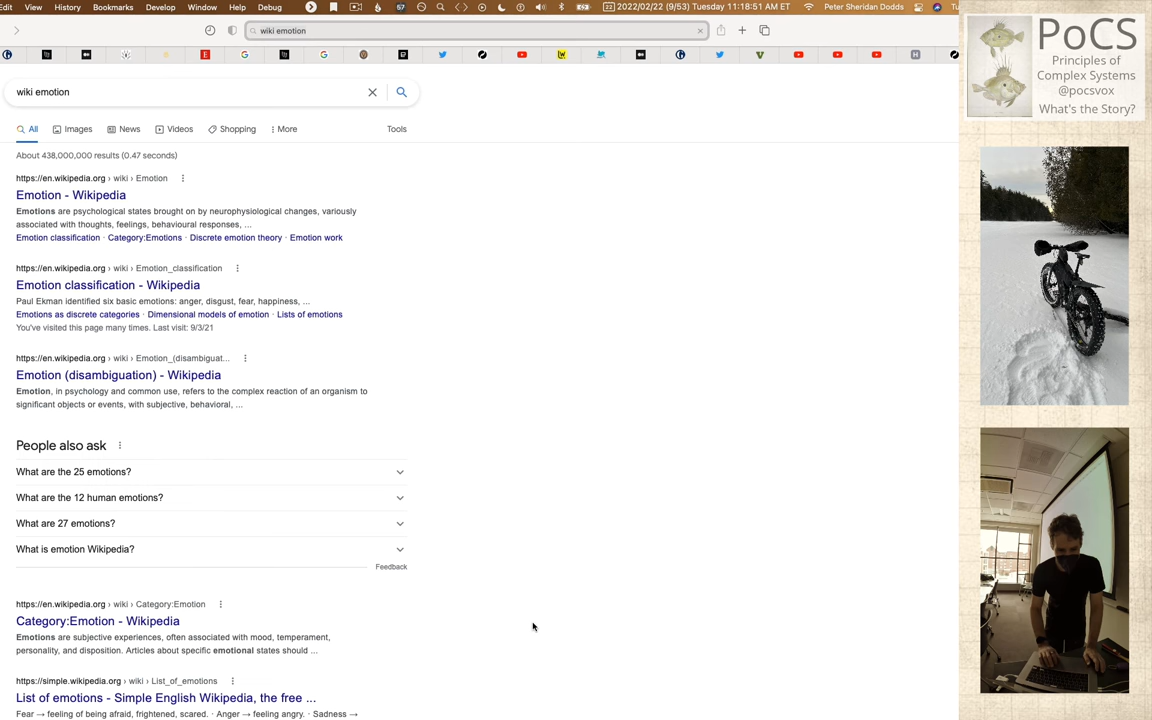 Edit View History Bookmarks Develop Window Help Debug 57 22 2022/02/22 (9/53) Tuesday 11:18:51 AM ET Peter Sheridan Dodds Tu
wiki emotion
wiki emotion
All Images News Videos Shopping More Tools
About 438,000,000 results (0.47 seconds)
https://en.wikipedia.org › wiki › Emotion
Emotion - Wikipedia
Emotions are psychological states brought on by neurophysiological changes, variously
associated with thoughts, feelings, behavioural responses, ...
Emotion classification · Category:Emotions · Discrete emotion theory · Emotion work
https://en.wikipedia.org › wiki › Emotion_classification
Emotion classification - Wikipedia
Paul Ekman identified six basic emotions: anger, disgust, fear, happiness, ...
Emotions as discrete categories · Dimensional models of emotion · Lists of emotions
You've visited this page many times. Last visit: 9/3/21
https://en.wikipedia.org › wiki › Emotion_(disambiguat...
Emotion (disambiguation) - Wikipedia
Emotion, in psychology and common use, refers to the complex reaction of an organism to
significant objects or events, with subjective, behavioral, ...
People also ask
What are the 25 emotions?
What are the 12 human emotions?
What are 27 emotions?
What is emotion Wikipedia?
Feedback
https://en.wikipedia.org › wiki › Category:Emotion
Category:Emotion - Wikipedia
Emotions are subjective experiences, often associated with mood, temperament,
personality, and disposition. Articles about specific emotional states should ...
https://simple.wikipedia.org › wiki › List_of_emotions
List of emotions - Simple English Wikipedia, the free ...
Fear → feeling of being afraid, frightened, scared. · Anger → feeling angry. · Sadness →
PoCS
Principles of
Complex Systems
@pocsvox
What's the Story?